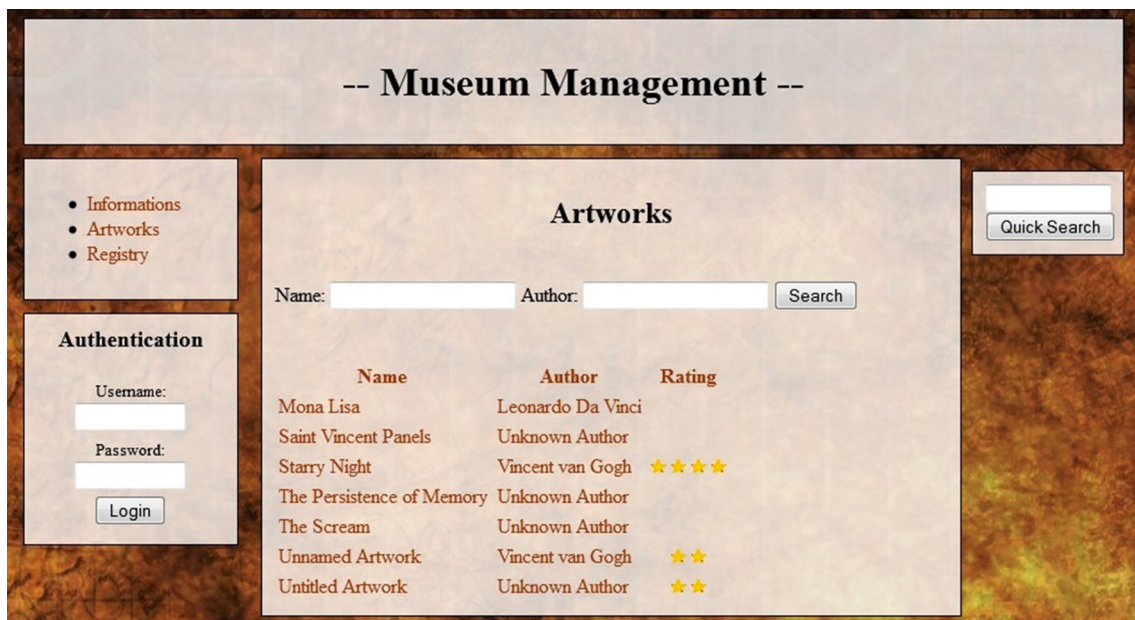 -- Museum Management --
Informations
Artworks
Registry
Authentication
Username:
Password:
Login
Artworks
Name: Author: Search
Name Author Rating
Mona Lisa Leonardo Da Vinci
Saint Vincent Panels Unknown Author
Starry Night Vincent van Gogh
The Persistence of Memory Unknown Author
The Scream Unknown Author
Unnamed Artwork Vincent van Gogh
Untitled Artwork Unknown Author
Quick Search